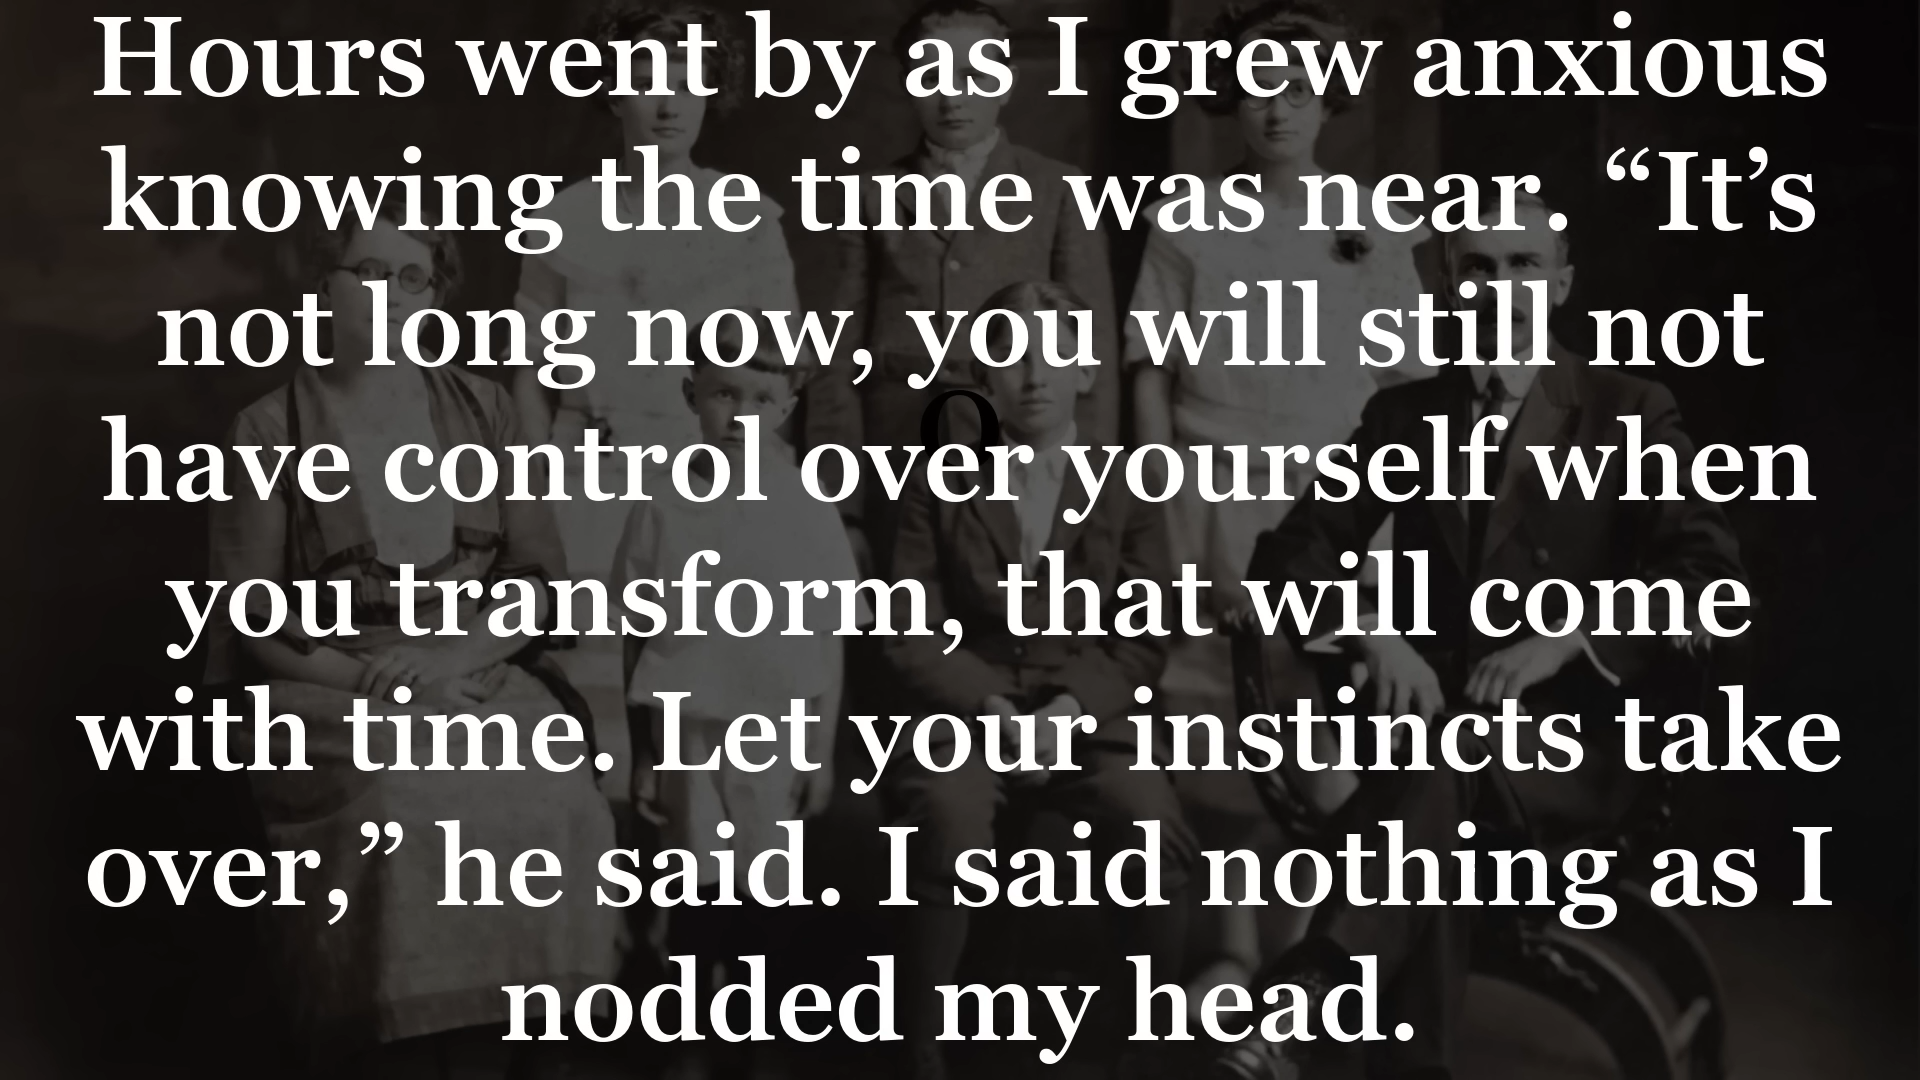 Hours went by as I grew anxious
knowing the time was near. “It’s
not long now, you will still not
have control over yourself when
you transform, that will come
with time. Let your instincts take
over,” he said. I said nothing as I
nodded my head.